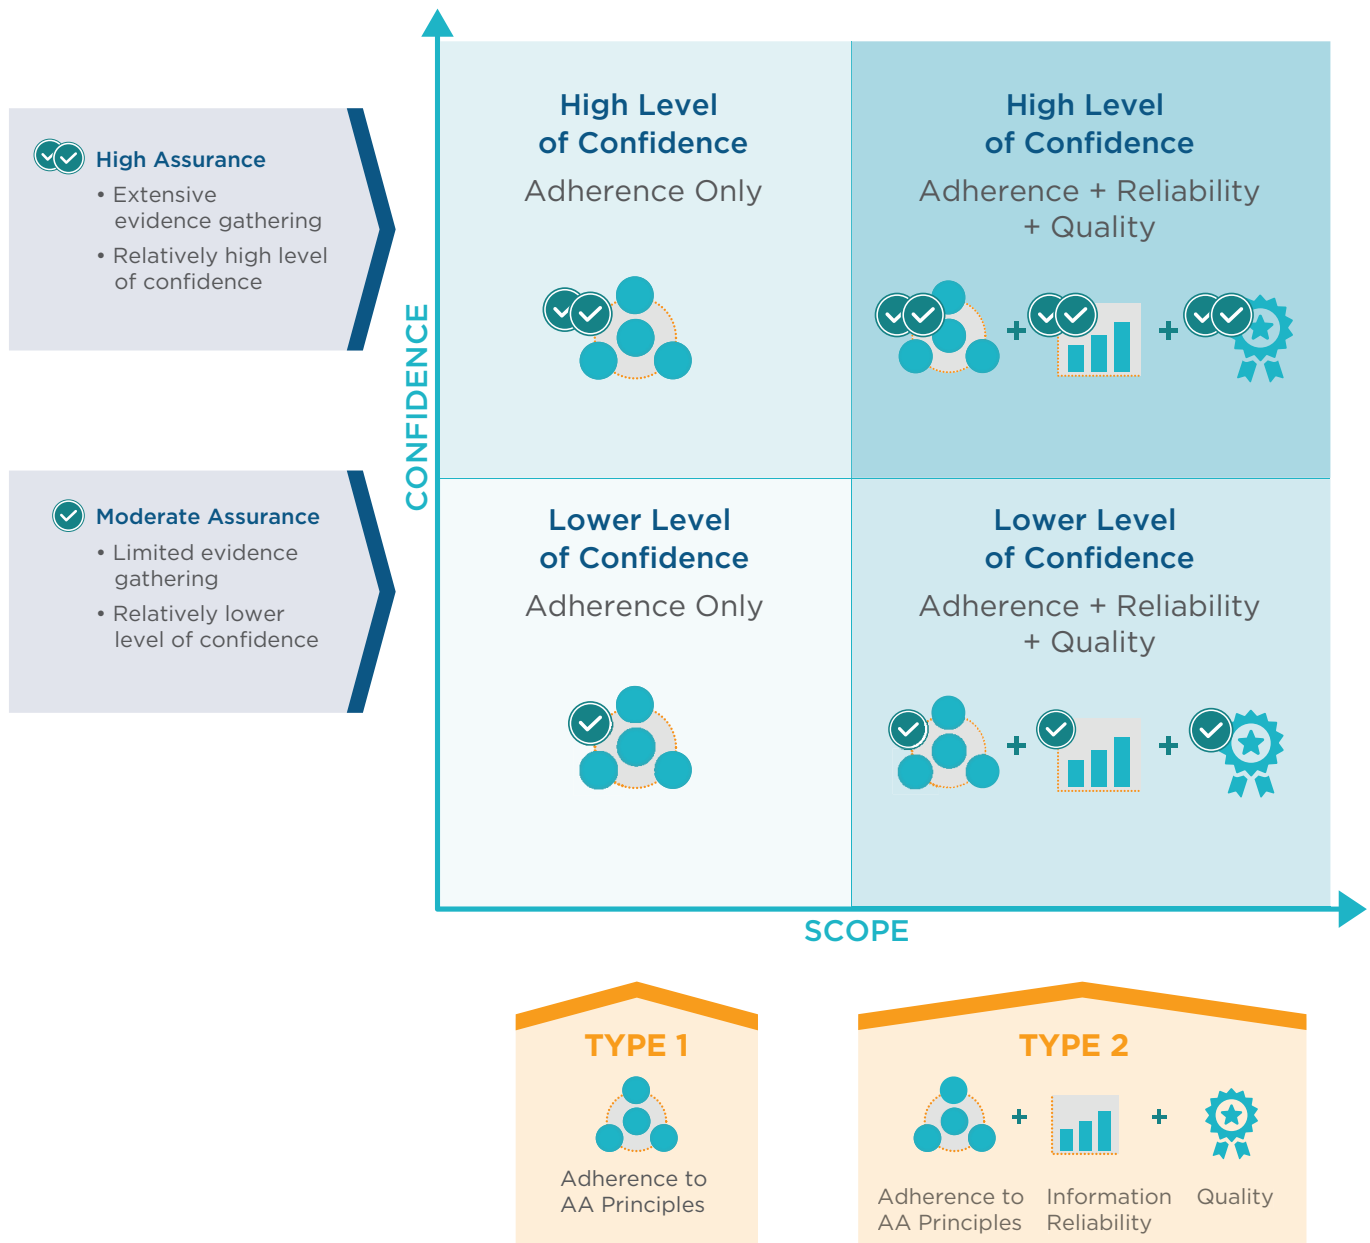 High Assurance
• Extensive
evidence gathering
• Relatively high level
of confidence
Moderate Assurance
• Limited evidence
gathering
• Relatively lower
level of confidence
CONFIDENCE
High Level
of Confidence
Adherence Only
High Level
of Confidence
Adherence + Reliability
+ Quality
+
+
Lower Level
of Confidence
Adherence Only
Lower Level
of Confidence
Adherence + Reliability
+ Quality
+
+
SCOPE
TYPE 1
Adherence to
AA Principles
TYPE 2
+
+
Adherence to
AA Principles
Information
Reliability
Quality